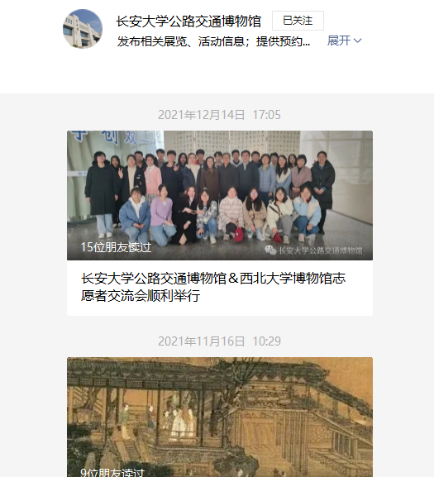 长安大学公路交通博物馆
已关注
发布相关展览、活动信息；提供预约...
展开
2021年12月14日 17:05
15位朋友读过
长安大学公路交通博物馆
长安大学公路交通博物馆＆西北大学博物馆志
愿者交流会顺利举行
2021年11月16日 10:29
9位朋友读过